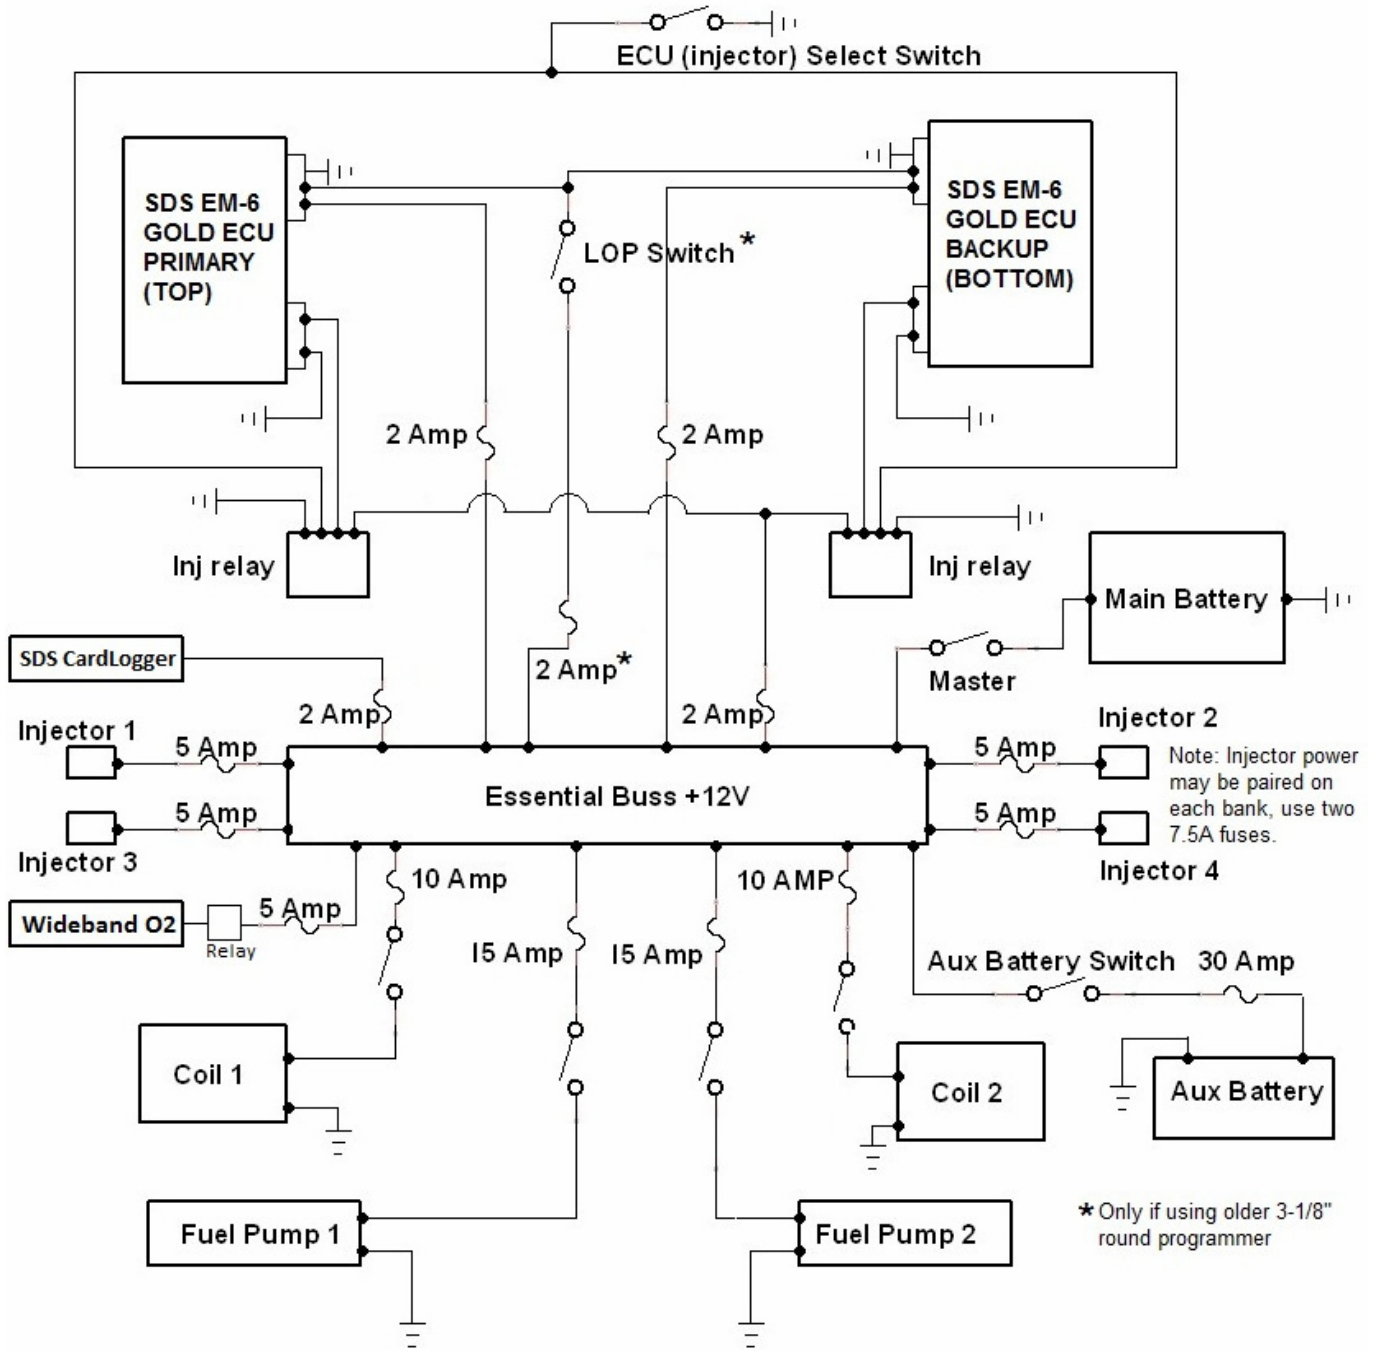 ECU (injector) Select Switch
SDS EM-6
GOLD ECU
PRIMARY
(TOP)
SDS EM-6
GOLD ECU
BACKUP
(BOTTOM)
LOP Switch*
2 Amp
2 Amp
Inj relay
Inj relay
Main Battery
SDS CardLogger
2 Amp*
Master
2 Amp
2 Amp
Injector 1
5 Amp
5 Amp
Injector 2
Note: Injector power
may be paired on
each bank, use two
7.5A fuses.
Essential Buss +12V
5 Amp
5 Amp
Injector 3
Injector 4
10 Amp
10 AMP
Wideband O2
5 Amp
Relay
I5 Amp
I5 Amp
Aux Battery Switch
30 Amp
Coil 1
Coil 2
Aux Battery
Fuel Pump 1
Fuel Pump 2
* Only if using older 3-1/8"
round programmer